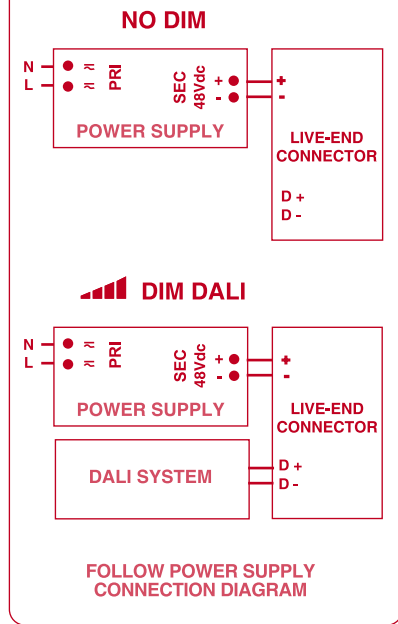 NO DIM
N
L
≂
≂
PRI
SEC
48Vdc
+
-
+
-
POWER SUPPLY
LIVE-END
CONNECTOR
D +
D -
DIM DALI
N
L
≂
≂
PRI
SEC
48Vdc
+
-
+
-
POWER SUPPLY
LIVE-END
CONNECTOR
DALI SYSTEM
D +
D -
FOLLOW POWER SUPPLY
CONNECTION DIAGRAM